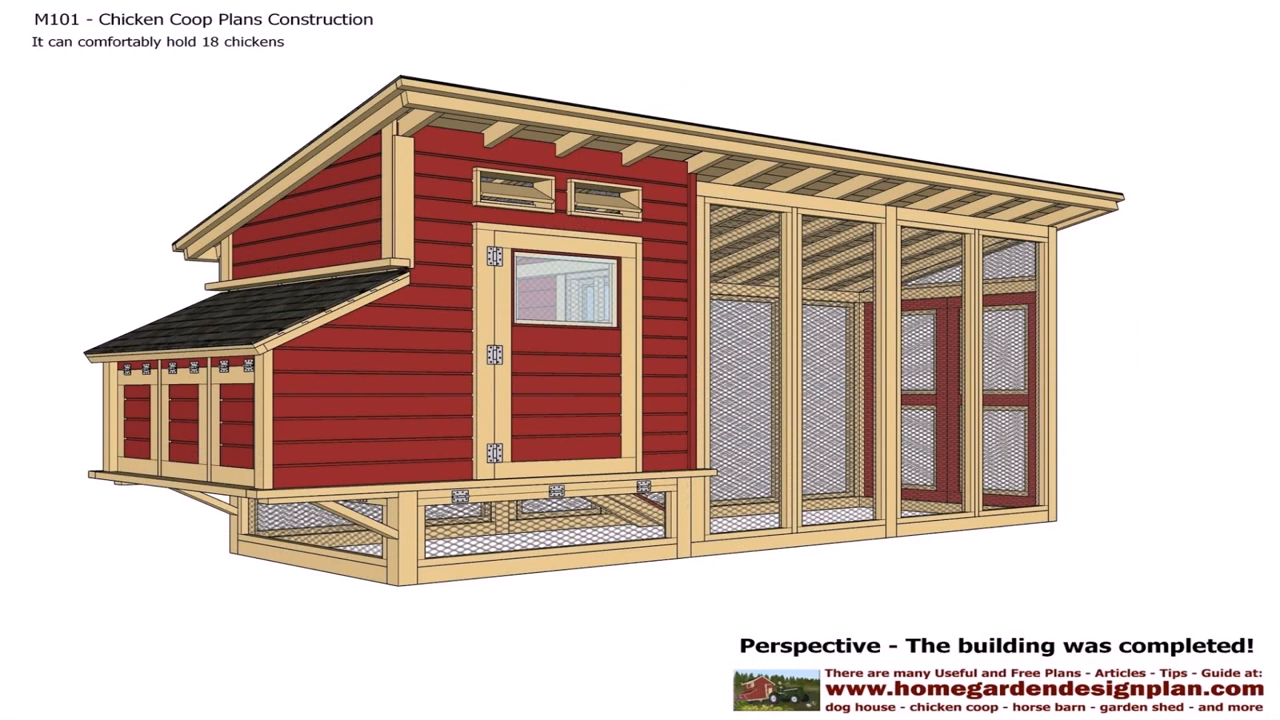 M101 - Chicken Coop Plans Construction
It can comfortably hold 18 chickens
Perspective - The building was completed!
There are many Useful and Free Plans - Articles - Tips - Guide at:
www.homegardendesignplan.com
dog house - chicken coop - horse barn - garden shed - and more